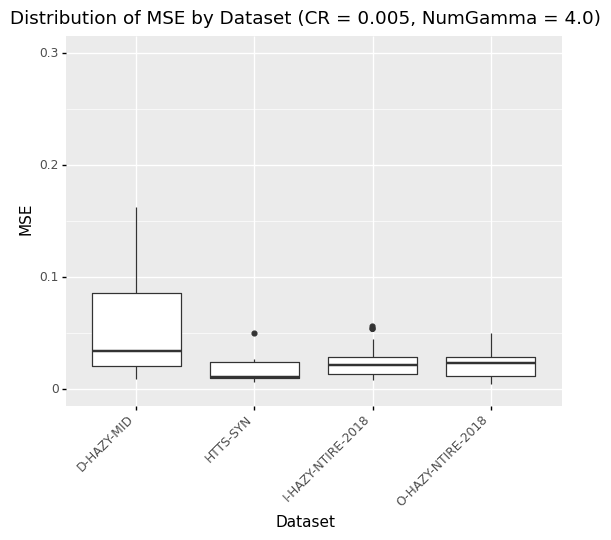 Distribution of MSE by Dataset (CR = 0.005, NumGamma = 4.0)
0.3
0.2
0.1
0
MSE
D-HAZY-MID
HTTS-SYN
I-HAZY-NTIRE-2018
O-HAZY-NTIRE-2018
Dataset